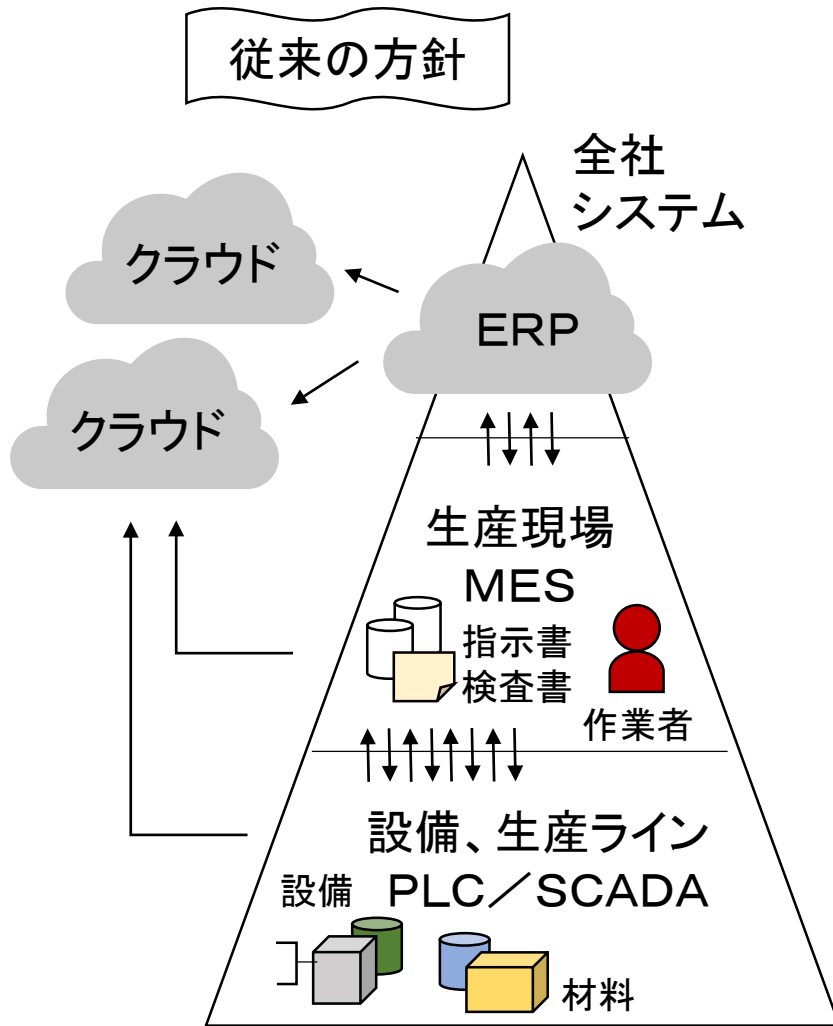 従来の方針
全社
システム
クラウド
ERP
クラウド
生産現場
MES
指示書
検査書
作業者
設備、生産ライン
設備
PLC／SCADA
材料